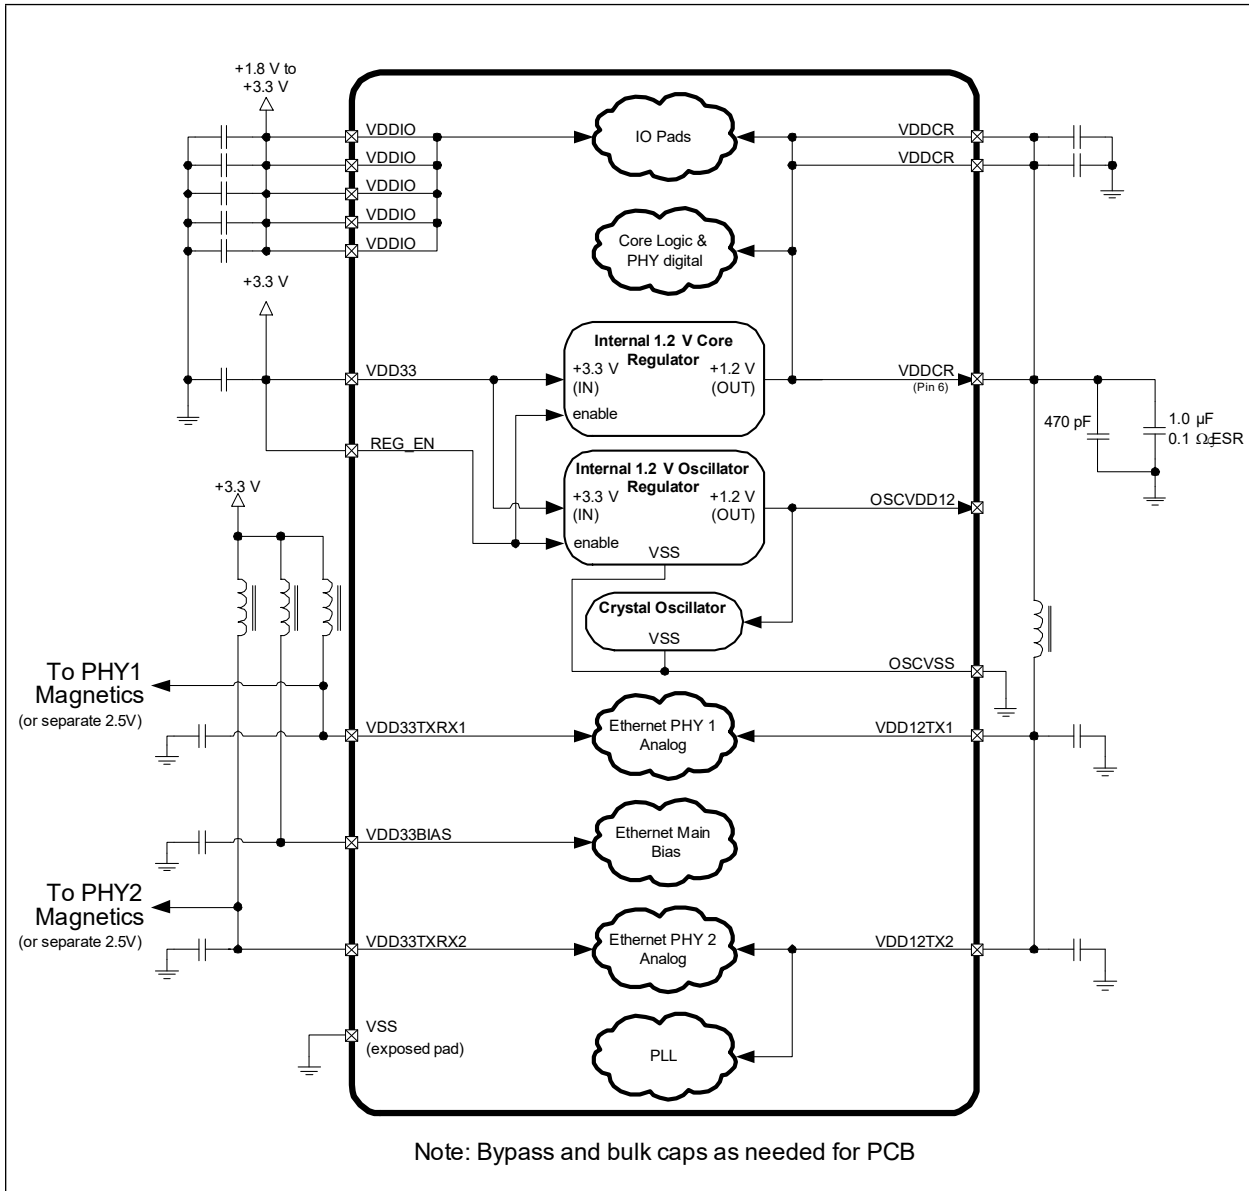 +1.8 V to
+3.3 V
VDDIO
VDDIO
VDDIO
VDDIO
VDDIO
IO Pads
VDDCR
VDDCR
Core Logic &
PHY digital
+3.3 V
VDD33
Internal 1.2 V Core
Regulator
+3.3 V
(IN)
+1.2 V
(OUT)
enable
VDDCR
(Pin 6)
470 pF
1.0 µF
0.1 Ω ESR
REG_EN
Internal 1.2 V Oscillator
Regulator
+3.3 V
(IN)
+1.2 V
(OUT)
enable
VSS
OSCVDD12
+3.3 V
Crystal Oscillator
VSS
OSCVSS
To PHY1
Magnetics
(or separate 2.5V)
VDD33TXRX1
Ethernet PHY 1
Analog
VDD12TX1
VDD33BIAS
Ethernet Main
Bias
To PHY2
Magnetics
(or separate 2.5V)
VDD33TXRX2
Ethernet PHY 2
Analog
VDD12TX2
VSS
(exposed pad)
PLL
Note: Bypass and bulk caps as needed for PCB